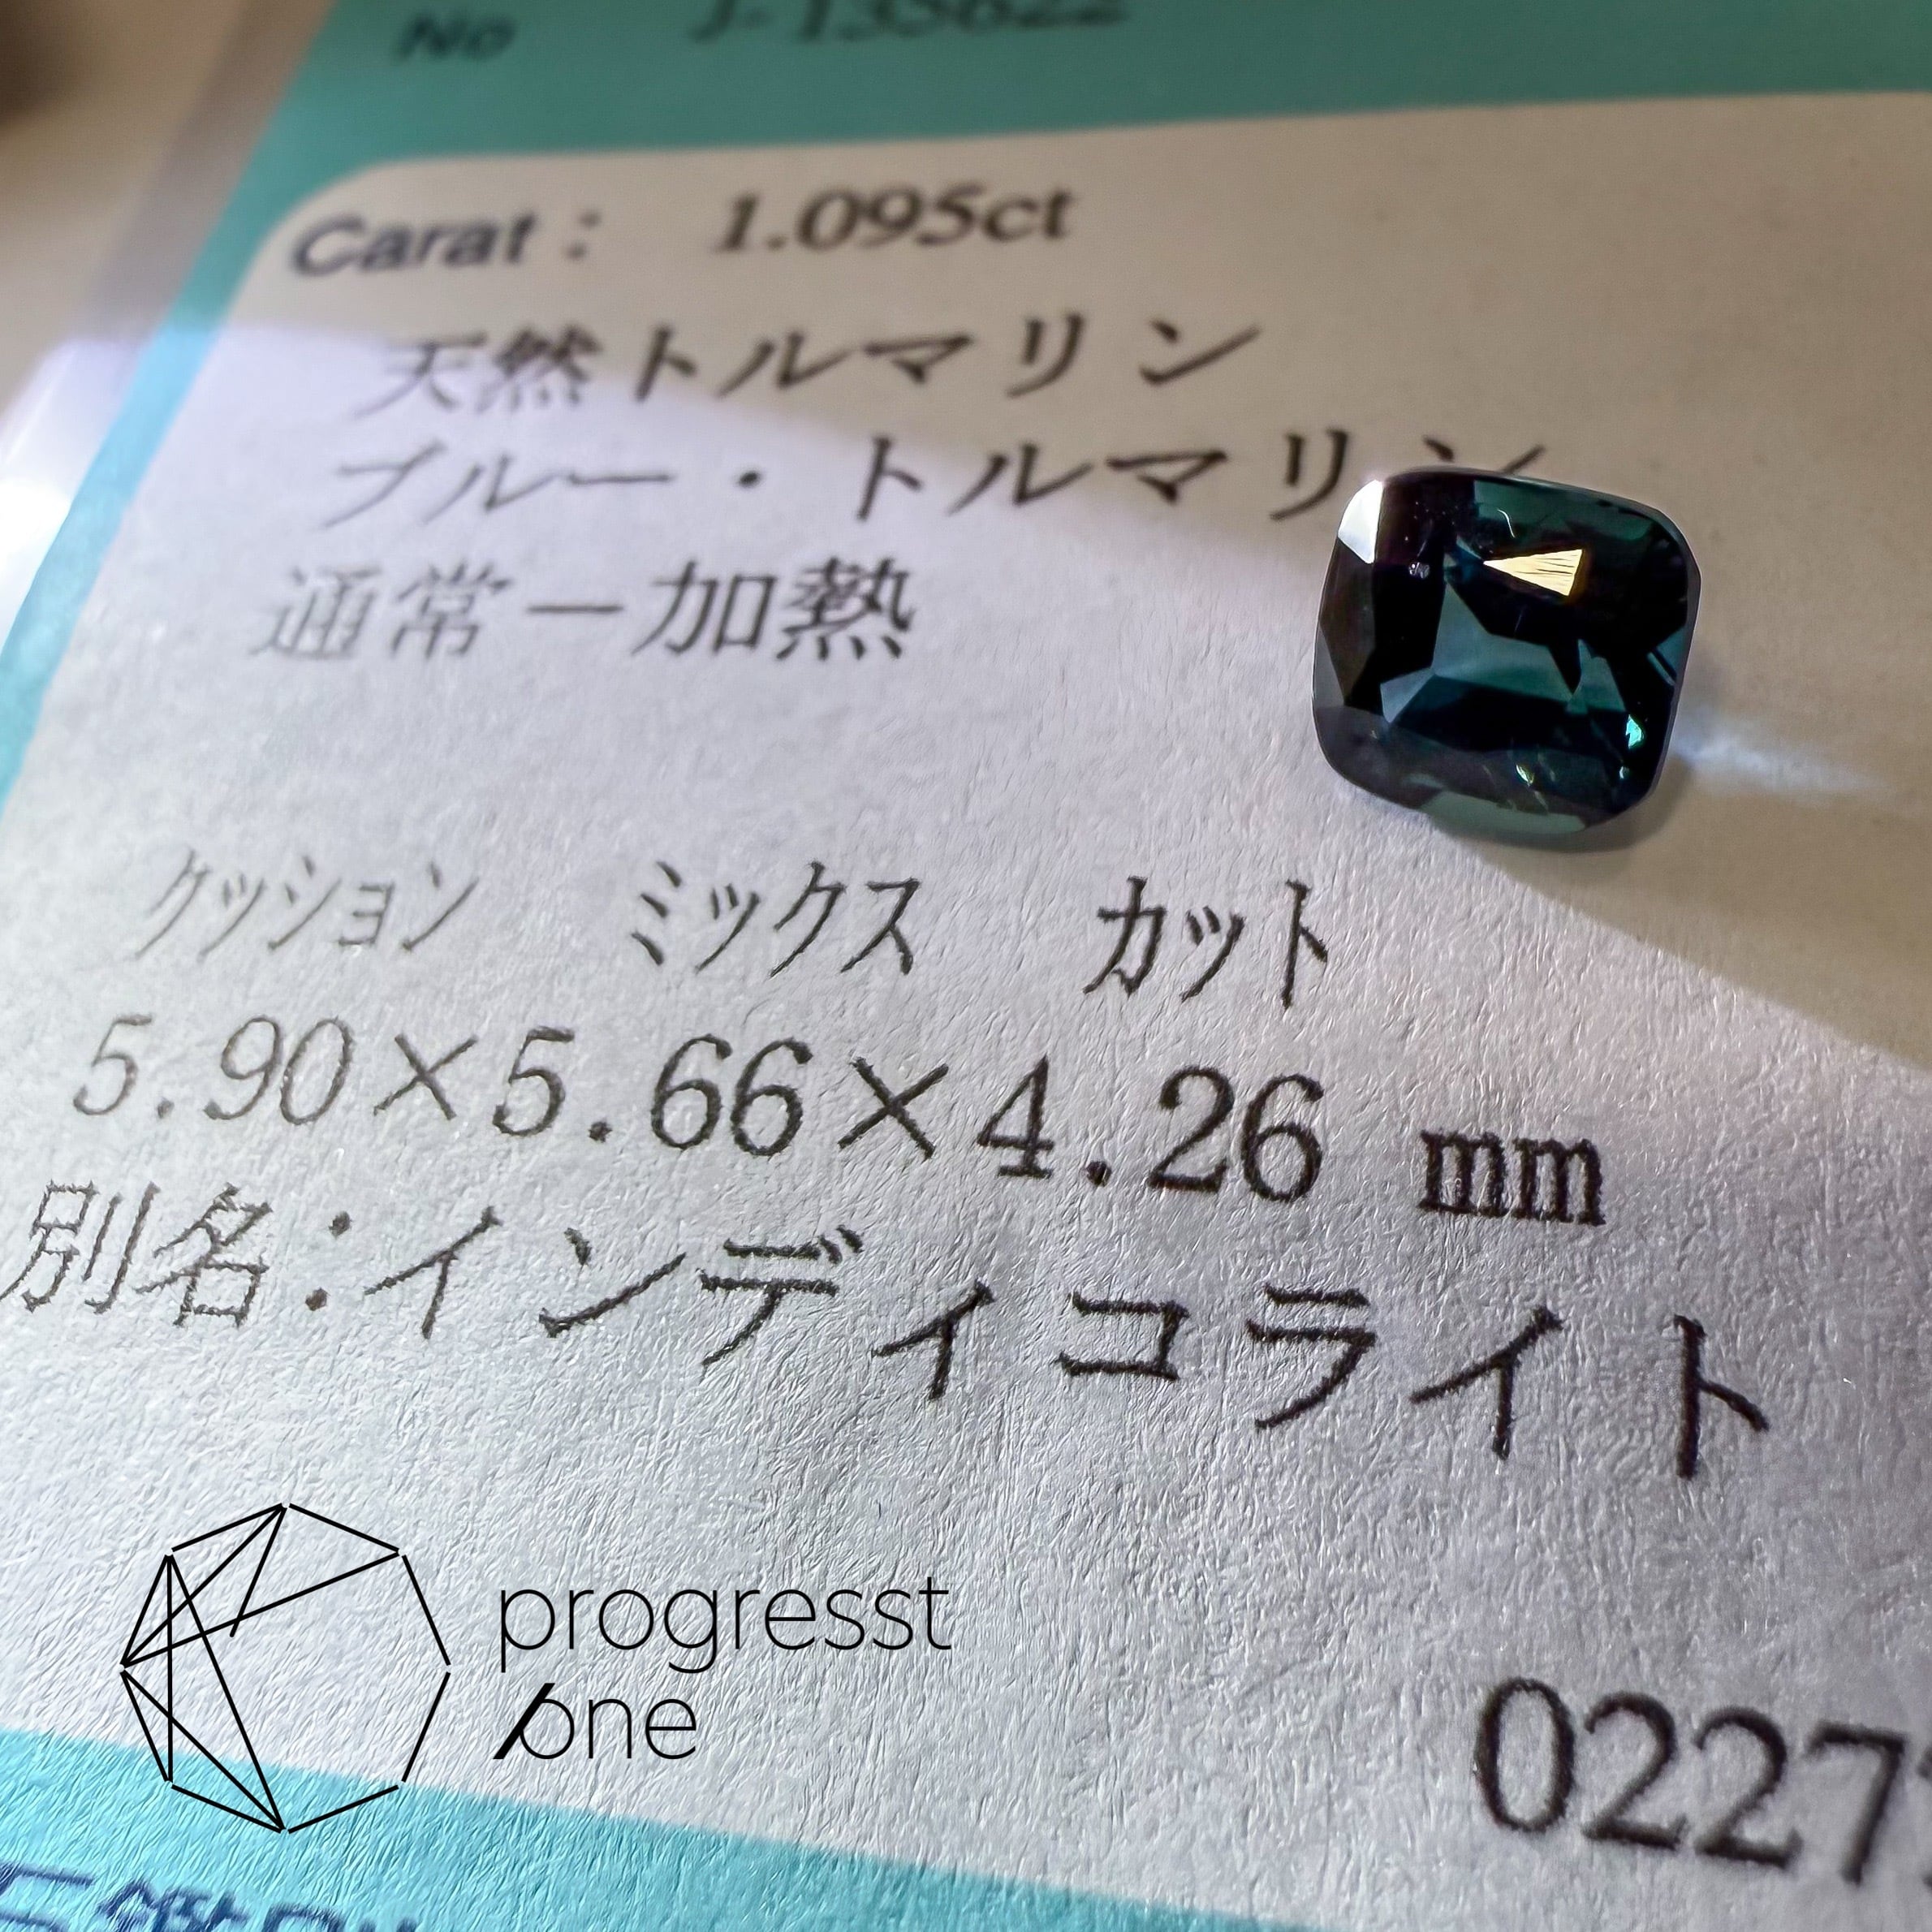 No
Carat : 1.095ct
天然トルマリン
ブルー・トルマリン
通常－加熱
クッション ミックス カット
5.90×5.66×4.26 mm
別名:インディコライト
progresst
one
0227